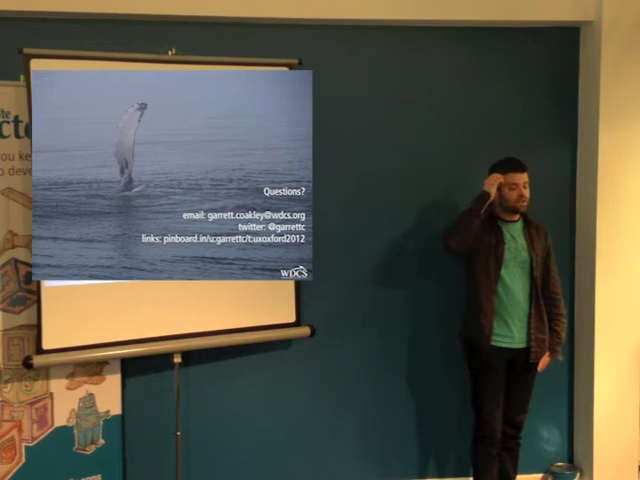 Questions?
email: garrett.coakley@wdcs.org
twitter: @garrettc
links: pinboard.in/u:garrettc/t:uxoxford2012
WDCS